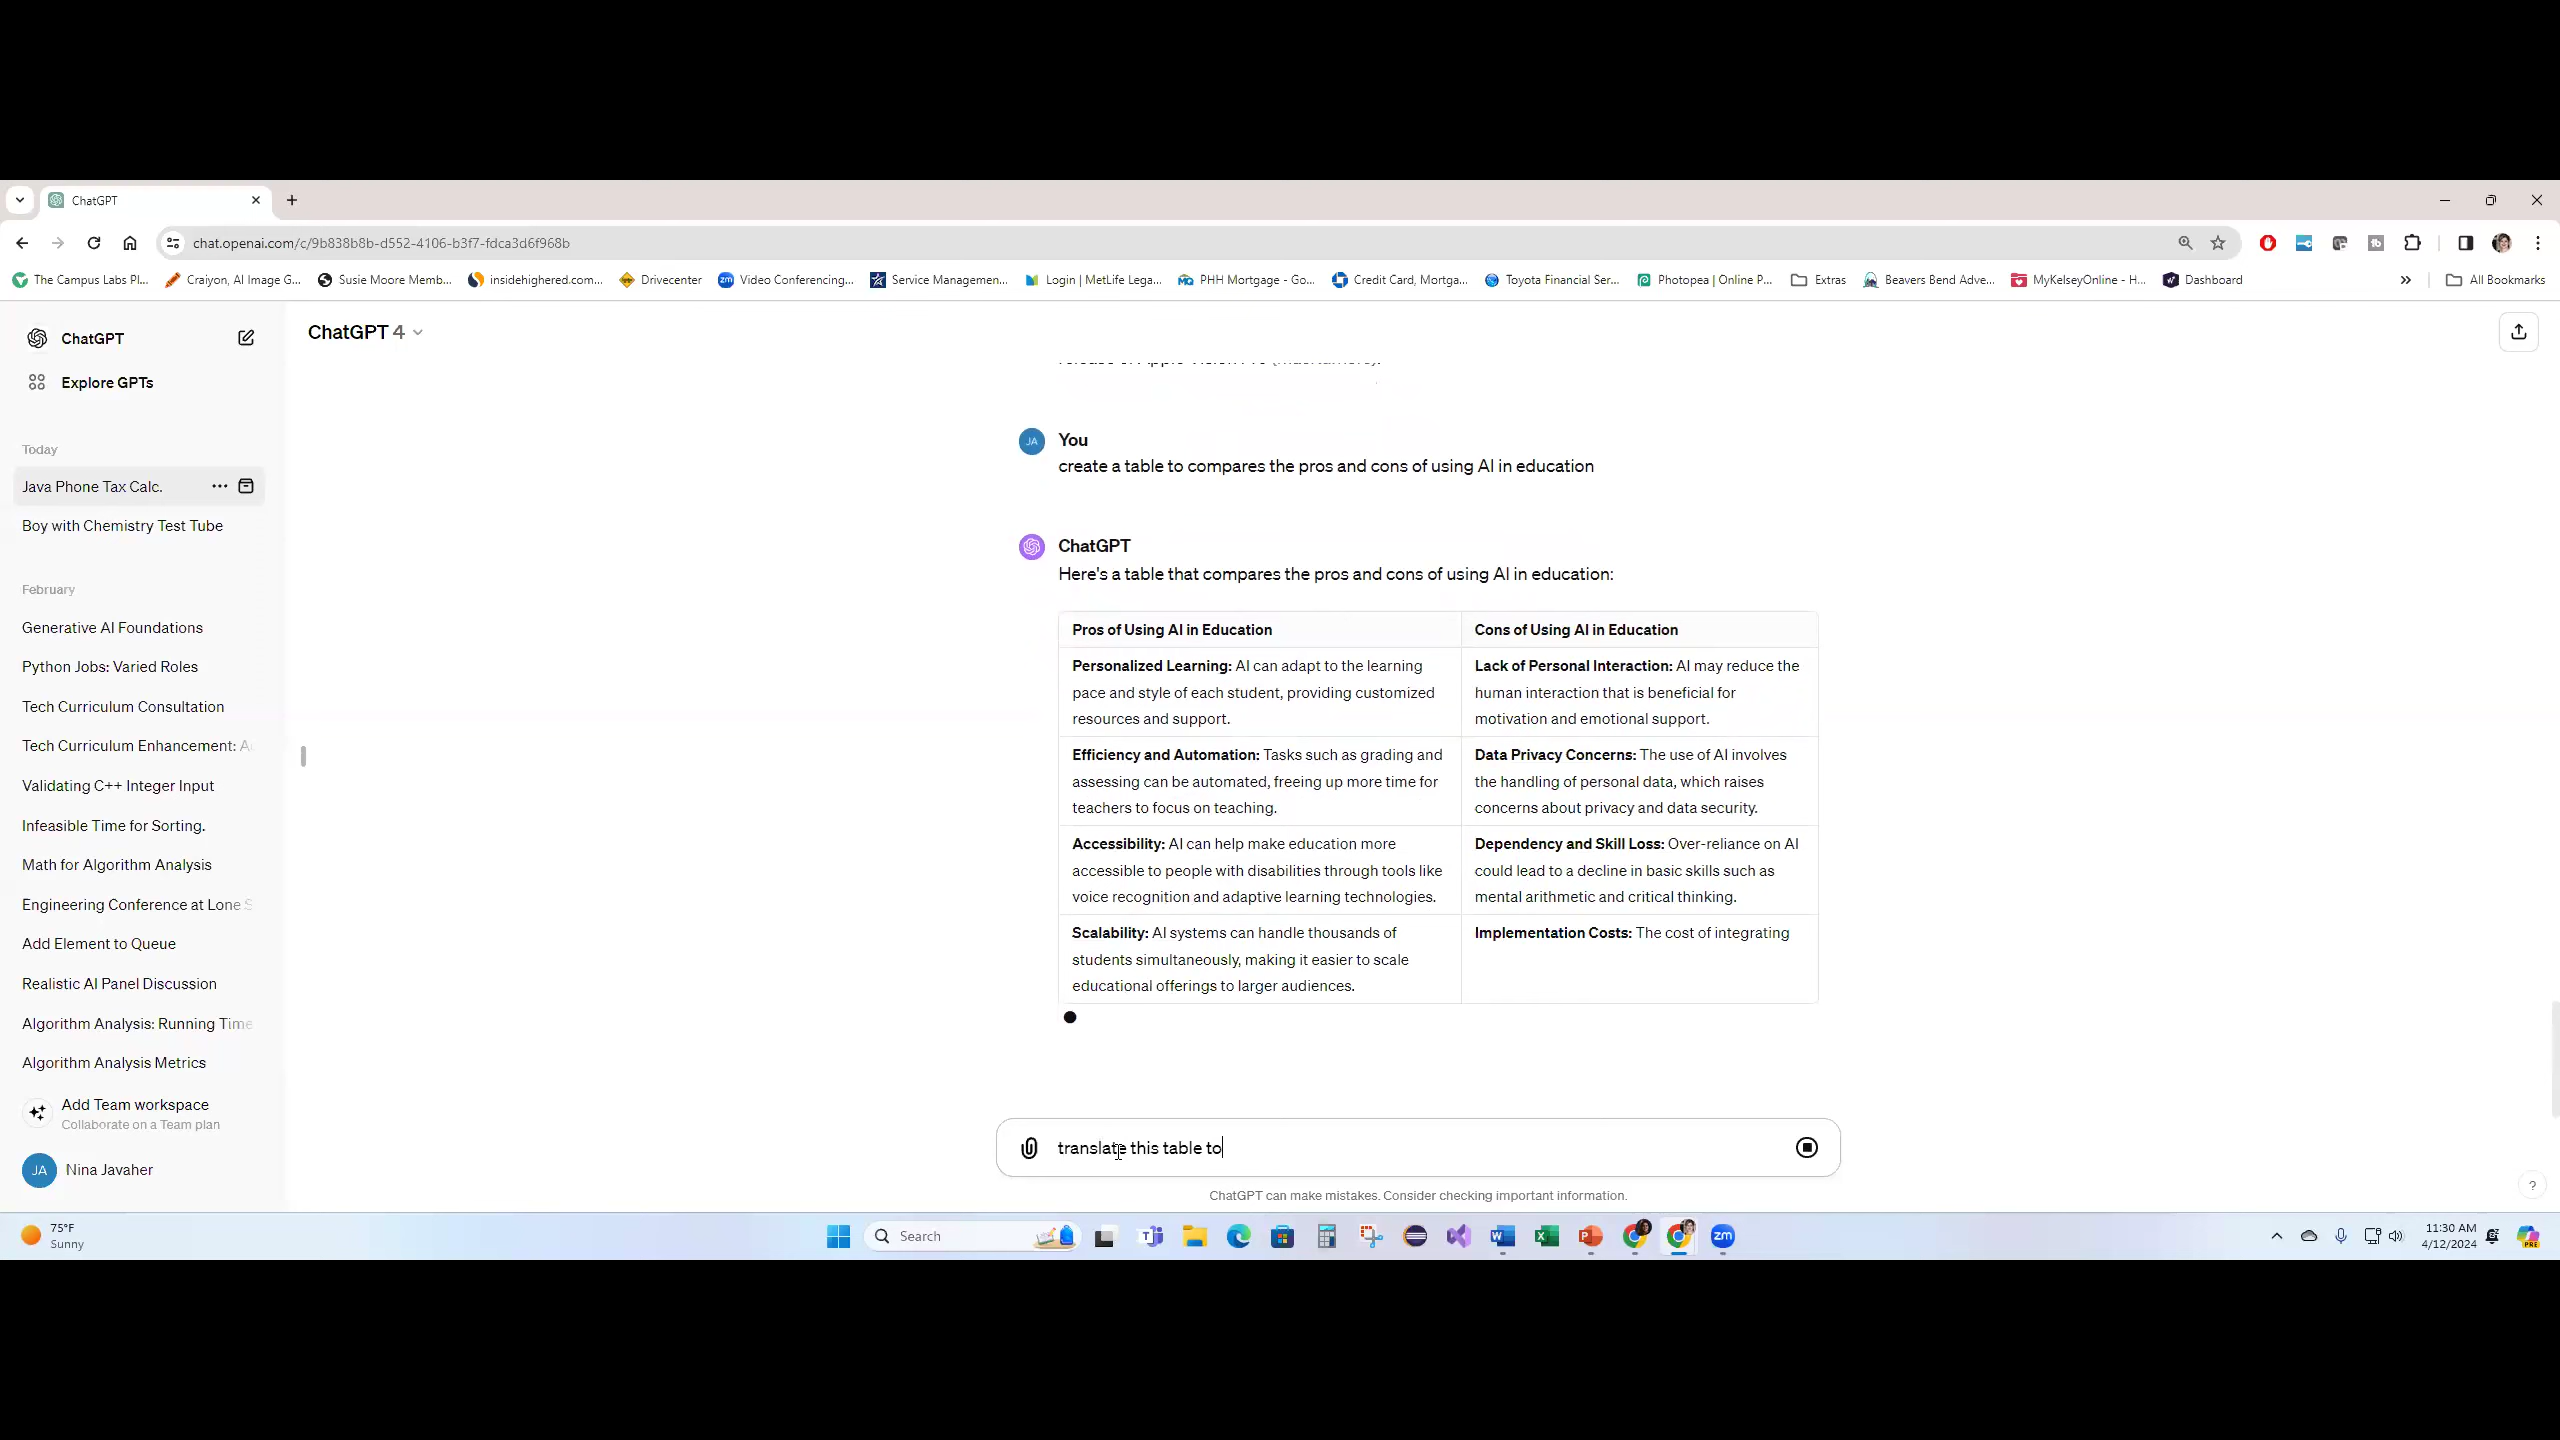 ChatGPT
chat.openai.com/c/9b838b8b-d552-4106-b3f7-fdca3d6f968b
The Campus Labs Pl...
Craiyon, AI Image G...
Susie Moore Memb...
insidehighered.com...
Drivecenter
Video Conferencing...
Service Managemen...
Login | MetLife Lega...
PHH Mortgage - Go...
Credit Card, Mortga...
Toyota Financial Ser...
Photopea | Online P...
Extras
Beavers Bend Adve...
MyKelseyOnline - H...
Dashboard
All Bookmarks
ChatGPT
Explore GPTs
Today
Java Phone Tax Calc.
Boy with Chemistry Test Tube
February
Generative AI Foundations
Python Jobs: Varied Roles
Tech Curriculum Consultation
Tech Curriculum Enhancement: A
Validating C++ Integer Input
Infeasible Time for Sorting.
Math for Algorithm Analysis
Engineering Conference at Lone S
Add Element to Queue
Realistic AI Panel Discussion
Algorithm Analysis: Running Time
Algorithm Analysis Metrics
Add Team workspace
Collaborate on a Team plan
JA Nina Javaher
ChatGPT 4
JA You
create a table to compares the pros and cons of using AI in education
ChatGPT
Here's a table that compares the pros and cons of using AI in education:
Pros of Using AI in Education
Cons of Using AI in Education
Personalized Learning: AI can adapt to the learning
pace and style of each student, providing customized
resources and support.
Lack of Personal Interaction: AI may reduce the
human interaction that is beneficial for
motivation and emotional support.
Efficiency and Automation: Tasks such as grading and
assessing can be automated, freeing up more time for
teachers to focus on teaching.
Data Privacy Concerns: The use of AI involves
the handling of personal data, which raises
concerns about privacy and data security.
Accessibility: AI can help make education more
accessible to people with disabilities through tools like
voice recognition and adaptive learning technologies.
Dependency and Skill Loss: Over-reliance on AI
could lead to a decline in basic skills such as
mental arithmetic and critical thinking.
Scalability: AI systems can handle thousands of
students simultaneously, making it easier to scale
educational offerings to larger audiences.
Implementation Costs: The cost of integrating
translate this table to
ChatGPT can make mistakes. Consider checking important information.
?
75°F
Sunny
Search
zm
11:30 AM
4/12/2024